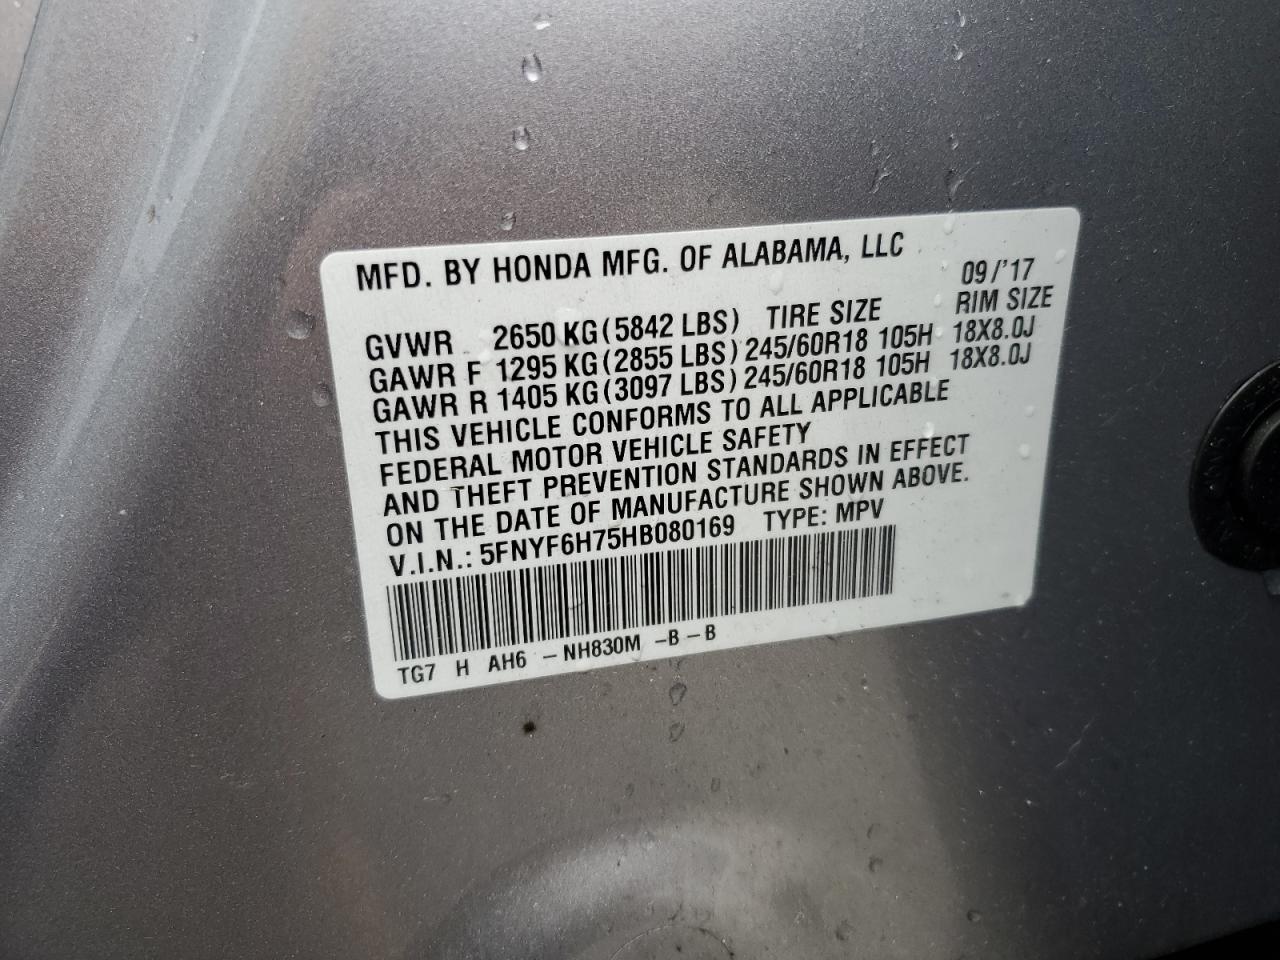 MFD. BY HONDA MFG. OF ALABAMA, LLC
09/'17
GVWR 2650 KG(5842 LBS) TIRE SIZE RIM SIZE
GAWR F 1295 KG(2855 LBS) 245/60R18 105H 18X8.0J
GAWR R 1405 KG(3097 LBS) 245/60R18 105H 18X8.0J
THIS VEHICLE CONFORMS TO ALL APPLICABLE
FEDERAL MOTOR VEHICLE SAFETY
AND THEFT PREVENTION STANDARDS IN EFFECT
ON THE DATE OF MANUFACTURE SHOWN ABOVE.
V.I.N.: 5FNYF6H75HB080169 TYPE: MPV
TG7 H AH6 -NH830M -B-B